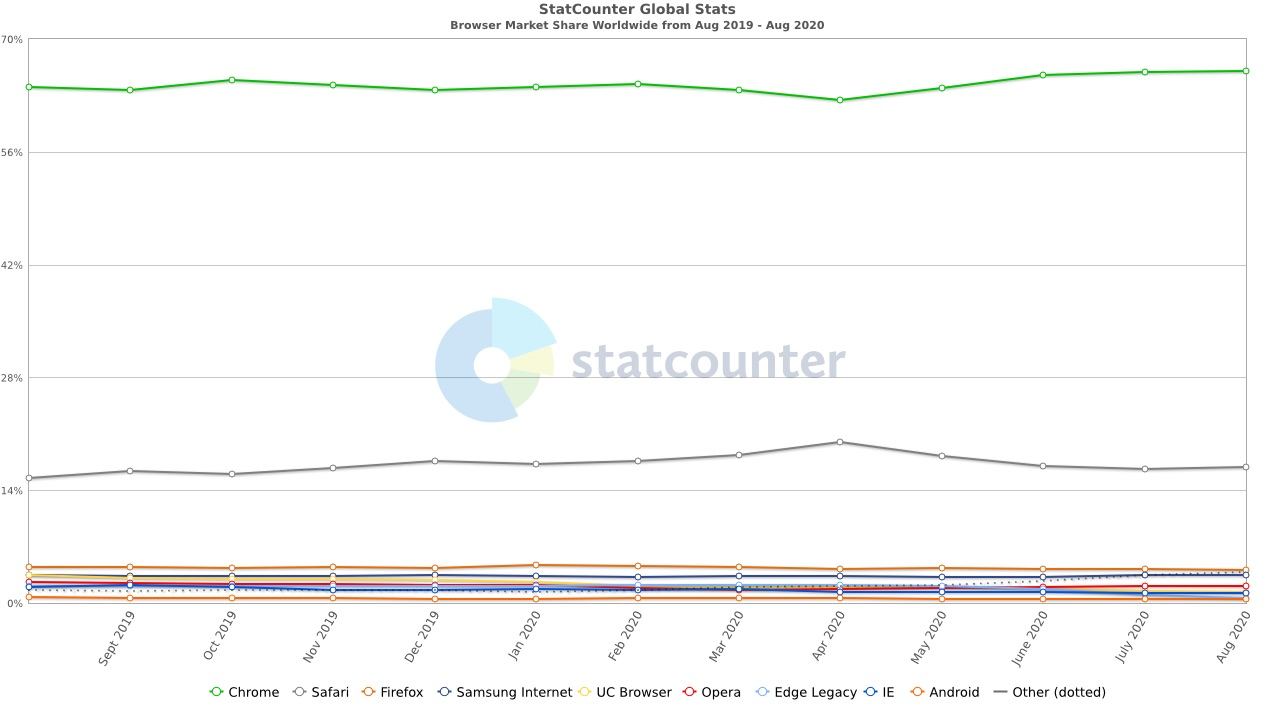 StatCounter Global Stats
Browser Market Share Worldwide from Aug 2019 - Aug 2020
70%
56%
42%
28%
14%
0%
statcounter
Sept 2019
Oct 2019
Nov 2019
Dec 2019
Jan 2020
Feb 2020
Mar 2020
Apr 2020
May 2020
June 2020
July 2020
Aug 2020
Chrome Safari Firefox Samsung Internet UC Browser Opera Edge Legacy IE Android Other (dotted)